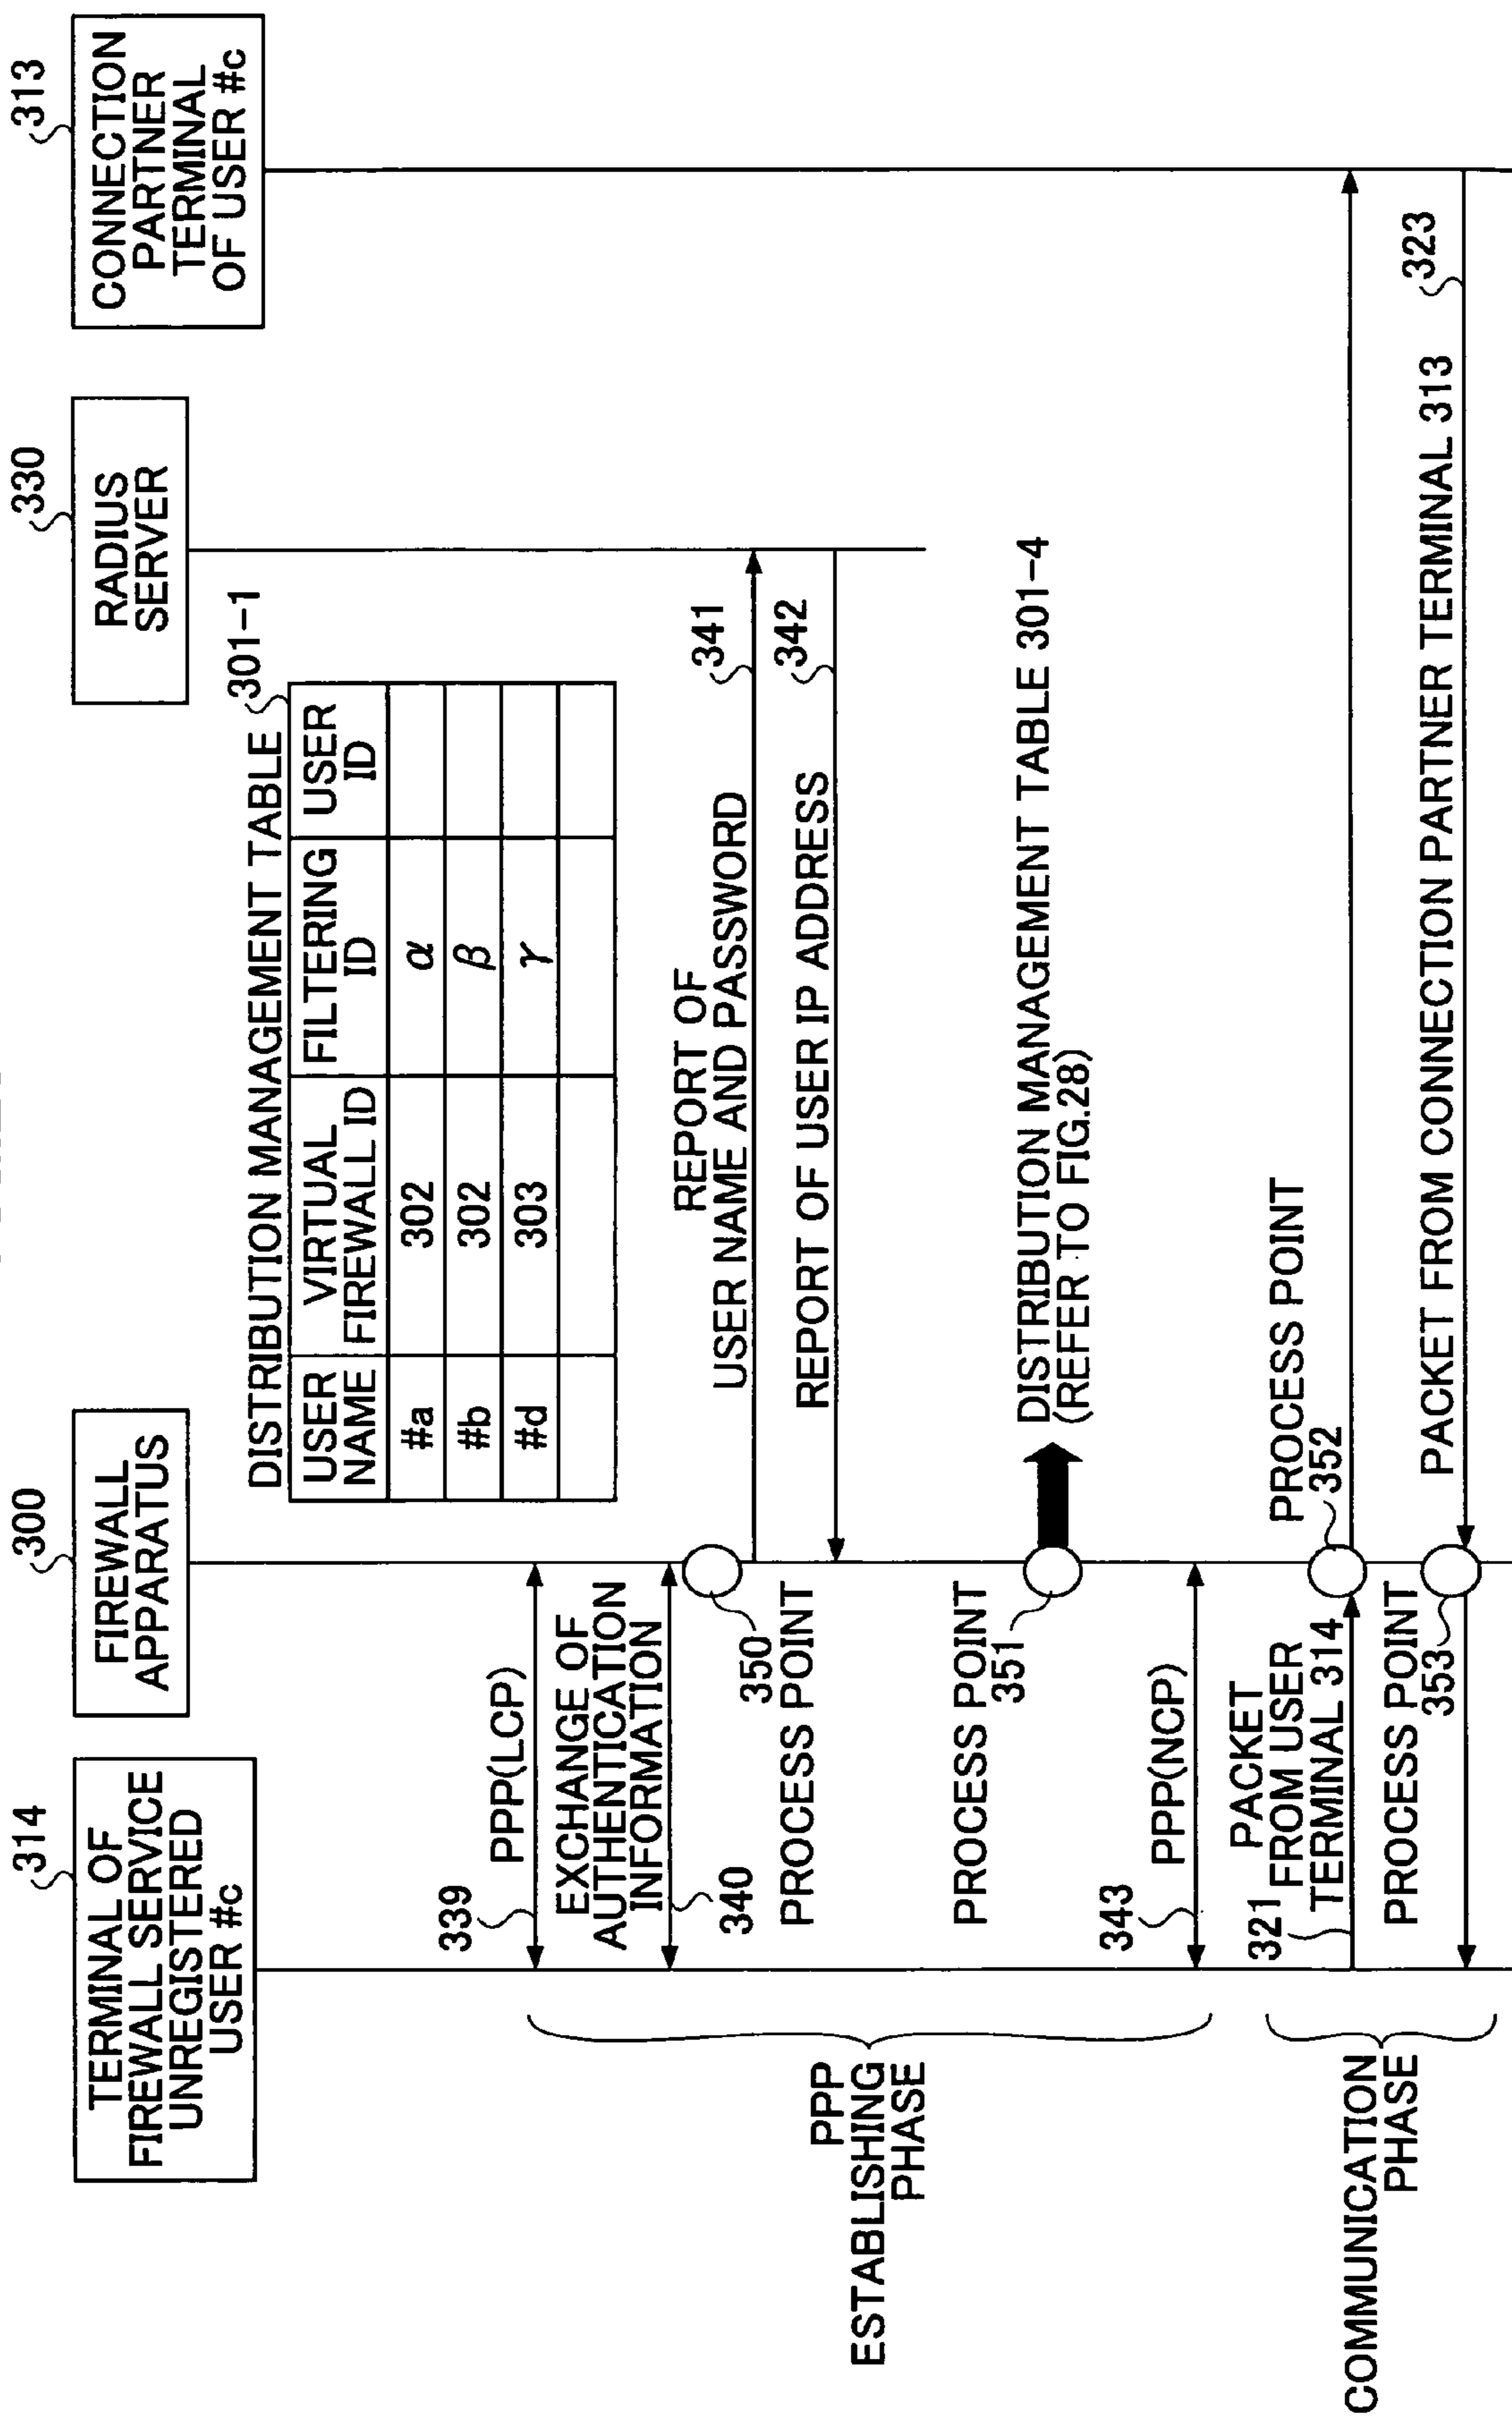 314
TERMINAL OF
FIREWALL SERVICE
UNREGISTERED
USER #c
300
FIREWALL
APPARATUS
330
RADIUS
SERVER
313
CONNECTION
PARTNER
TERMINAL
OF USER #c
DISTRIBUTION MANAGEMENT TABLE
301-1
USER NAME VIRTUAL FIREWALL ID FILTERING ID USER ID
#a 302 α
#b 302 β
#d 303 γ
339
PPP(LCP)
EXCHANGE OF
AUTHENTICATION
INFORMATION
340
350
PROCESS POINT
REPORT OF
USER NAME AND PASSWORD
341
REPORT OF USER IP ADDRESS
342
PROCESS POINT
351
DISTRIBUTION MANAGEMENT TABLE 301-4
(REFER TO FIG.28)
343
PPP(NCP)
PPP
ESTABLISHING
PHASE
321
PACKET
FROM USER
TERMINAL 314
PROCESS POINT
352
PROCESS POINT
353
PACKET FROM CONNECTION PARTNER TERMINAL 313
323
COMMUNICATION
PHASE